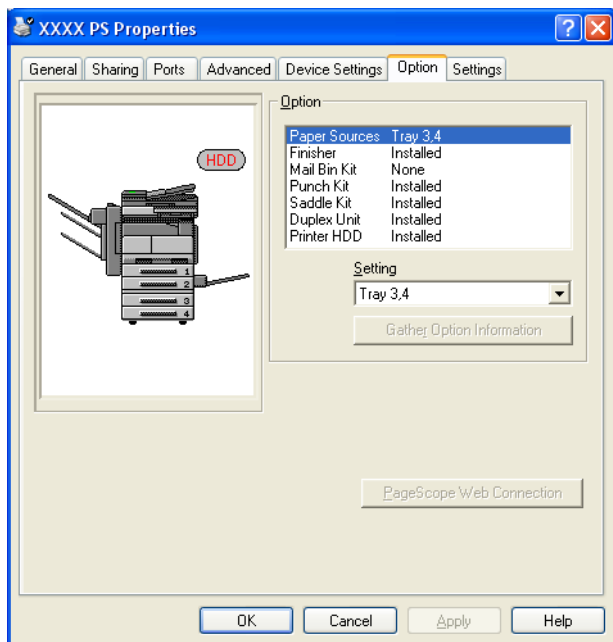 XXXX PS Properties
General Sharing Ports Advanced Device Settings Option Settings
Option
HDD
Paper Sources Tray 3,4
Finisher Installed
Mail Bin Kit None
Punch Kit Installed
Saddle Kit Installed
Duplex Unit Installed
Printer HDD Installed
1
2
3
4
Setting
Tray 3,4
Gather Option Information
PageScope Web Connection
OK Cancel Apply Help